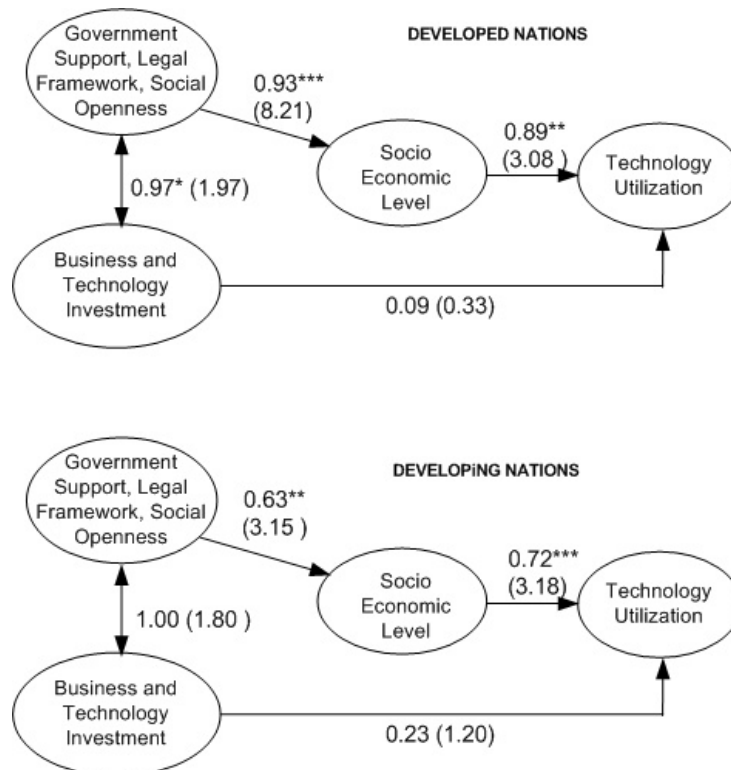 Government
Support, Legal
Framework, Social
Openness
DEVELOPED NATIONS
0.93***
(8.21)
Socio
Economic
Level
0.89**
(3.08 )
Technology
Utilization
0.97* (1.97)
Business and
Technology
Investment
0.09 (0.33)
Government
Support, Legal
Framework, Social
Openness
DEVELOPiNG NATIONS
0.63**
(3.15 )
Socio
Economic
Level
0.72***
(3.18)
Technology
Utilization
1.00 (1.80 )
Business and
Technology
Investment
0.23 (1.20)